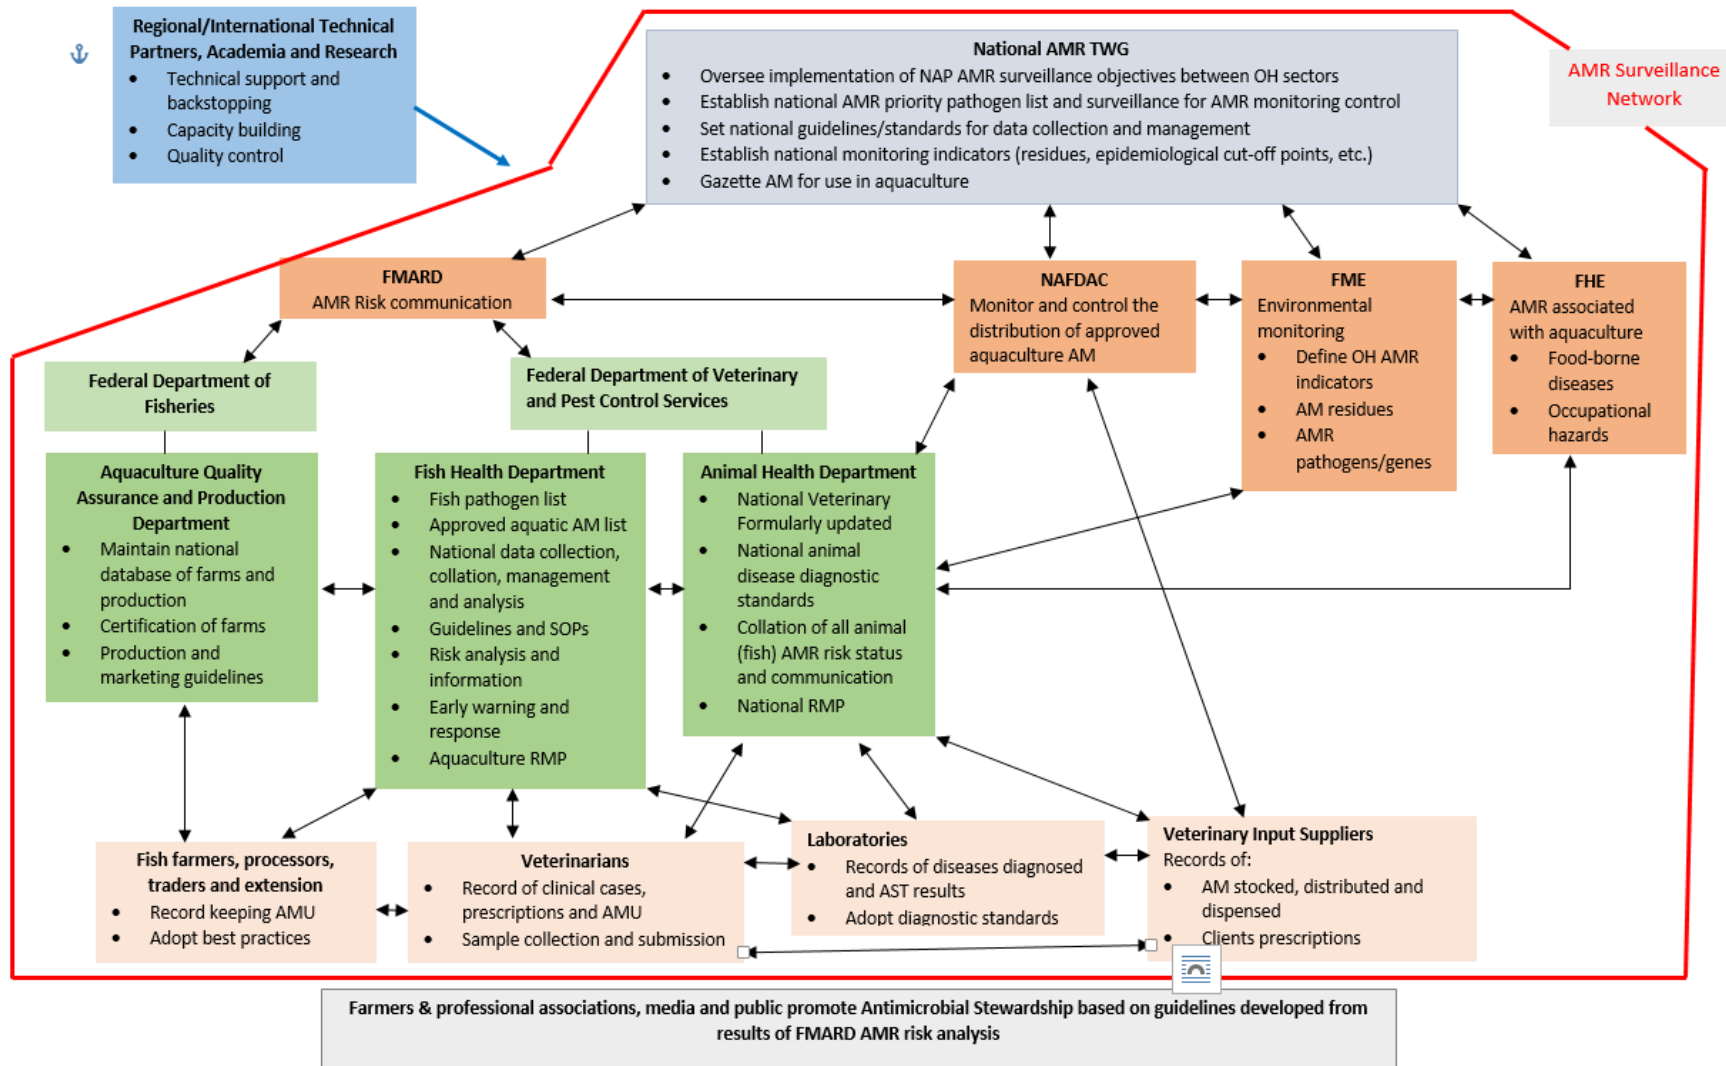 Regional/International Technical
Partners, Academia and Research
• Technical support and
backstopping
• Capacity building
• Quality control
National AMR TWG
• Oversee implementation of NAP AMR surveillance objectives between OH sectors
• Establish national AMR priority pathogen list and surveillance for AMR monitoring control
• Set national guidelines/standards for data collection and management
• Establish national monitoring indicators (residues, epidemiological cut-off points, etc.)
• Gazette AM for use in aquaculture
AMR Surveillance
Network
FMARD
AMR Risk communication
NAFDAC
Monitor and control the
distribution of approved
aquaculture AM
FME
Environmental
monitoring
• Define OH AMR
indicators
• AM residues
• AMR
pathogens/genes
FHE
AMR associated
with aquaculture
• Food-borne
diseases
• Occupational
hazards
Federal Department of
Fisheries
Federal Department of Veterinary
and Pest Control Services
Aquaculture Quality
Assurance and Production
Department
• Maintain national
database of farms and
production
• Certification of farms
• Production and
marketing guidelines
Fish Health Department
• Fish pathogen list
• Approved aquatic AM list
• National data collection,
collation, management
and analysis
• Guidelines and SOPs
• Risk analysis and
information
• Early warning and
response
• Aquaculture RMP
Animal Health Department
• National Veterinary
Formularly updated
• National animal
disease diagnostic
standards
• Collation of all animal
(fish) AMR risk status
and communication
• National RMP
Fish farmers, processors,
traders and extension
• Record keeping AMU
• Adopt best practices
Veterinarians
• Record of clinical cases,
prescriptions and AMU
• Sample collection and submission
Laboratories
• Records of diseases diagnosed
and AST results
• Adopt diagnostic standards
Veterinary Input Suppliers
Records of:
• AM stocked, distributed and
dispensed
• Clients prescriptions
Farmers & professional associations, media and public promote Antimicrobial Stewardship based on guidelines developed from
results of FMARD AMR risk analysis